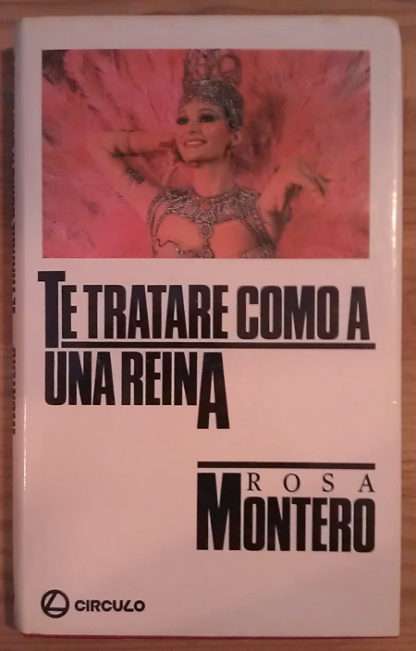 TE TRATARE COMO A
UNA REINA
ROSA
MONTERO
CIRCULO